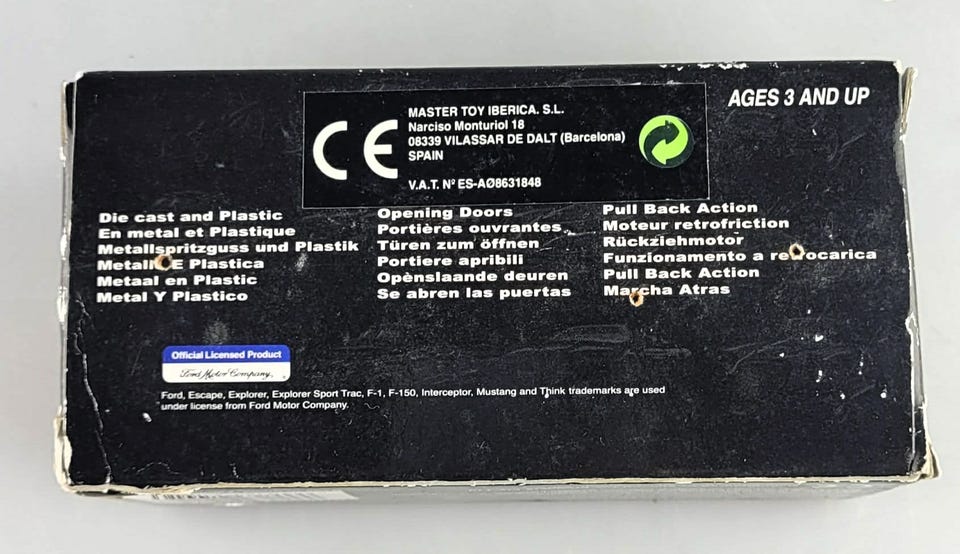 CE
MASTER TOY IBERICA. S.L.
Narciso Monturiol 18
08339 VILASSAR DE DALT (Barcelona)
SPAIN
V.A.T. Nº ES-AØ8631848
AGES 3 AND UP
Die cast and Plastic
En metal et Plastique
Metallspritzguss und Plastik
E Plastica
Metaal en Plastic
Metal Y Plastico
Opening Doors
Portières ouvrantes
Türen zum öffnen
Portiere apribili
Opènslaande deuren
Se abren las puertas
Pull Back Action
Moteur retrofriction
Rückziehmotor
Funzionamento a retrocarica
Pull Back Action
Marcha Atras
Official Licensed Product
Ford Motor Company,
Ford, Escape, Explorer, Explorer Sport Trac, F-1, F-150, Interceptor, Mustang and Think trademarks are used
under license from Ford Motor Company.